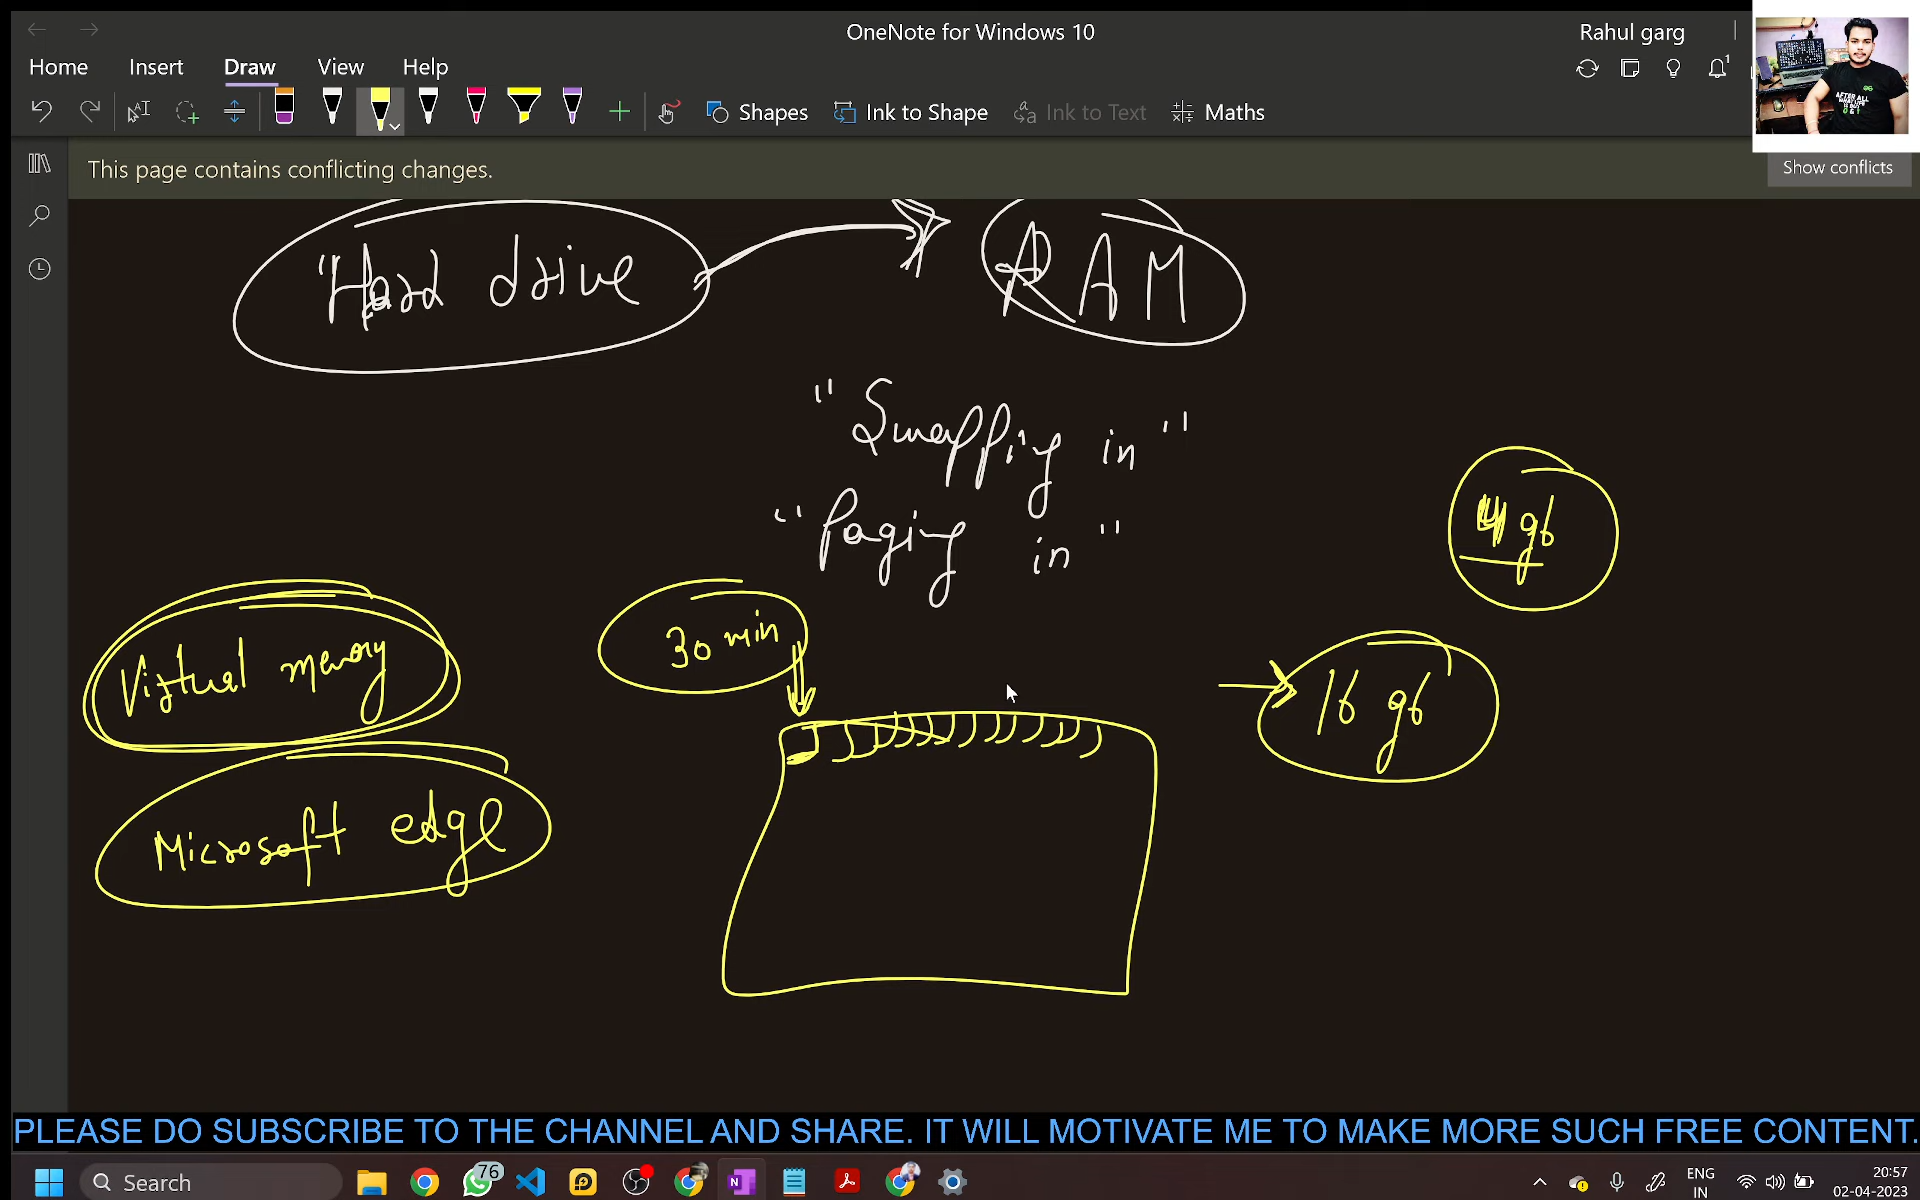 OneNote for Windows 10
Rahul garg
Home Insert Draw View Help
Shapes Ink to Shape Ink to Text Maths
This page contains conflicting changes.
Show conflicts
"Hard drive
RAM
"Swapping in"
"Paging in"
4 gb
30 min
Virtual memory
16 gb
Microsoft edge
PLEASE DO SUBSCRIBE TO THE CHANNEL AND SHARE. IT WILL MOTIVATE ME TO MAKE MORE SUCH FREE CONTENT.
Search
76
ENG
IN
20:57
02-04-2023